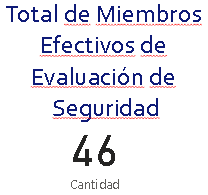 Total de Miembros
Efectivos de
Evaluación de
Seguridad
46
Cantidad